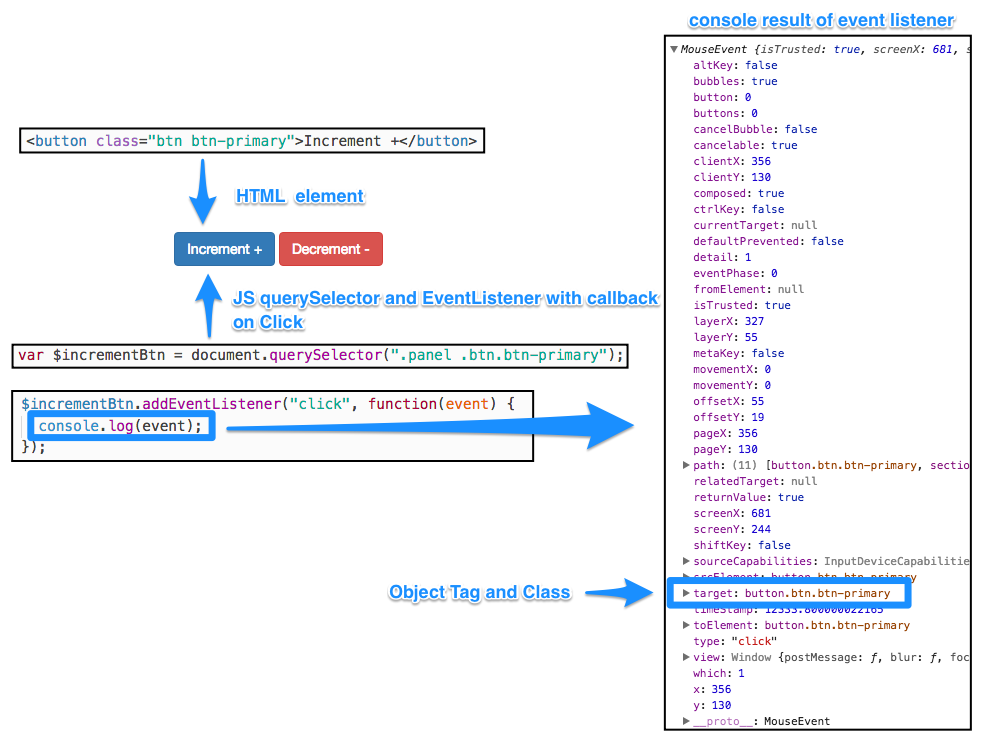 console result of event listener
<button class="btn btn-primary">Increment +</button>
HTML element
Increment +
Decrement -
JS querySelector and EventListener with callback
on Click
var $incrementBtn = document.querySelector(".panel .btn.btn-primary");
$incrementBtn.addEventListener("click", function(event) {
console.log(event);
});
Object Tag and Class
MouseEvent {isTrusted: true, screenX: 681, s
altKey: false
bubbles: true
button: 0
buttons: 0
cancelBubble: false
cancelable: true
clientX: 356
clientY: 130
composed: true
ctrlKey: false
currentTarget: null
defaultPrevented: false
detail: 1
eventPhase: 0
fromElement: null
isTrusted: true
layerX: 327
layerY: 55
metaKey: false
movementX: 0
movementY: 0
offsetX: 55
offsetY: 19
pageX: 356
pageY: 130
path: (11) [button.btn.btn-primary, sectio
relatedTarget: null
returnValue: true
screenX: 681
screenY: 244
shiftKey: false
sourceCapabilities: InputDeviceCapabilitie
srcElement: button.btn.btn-primary
target: button.btn.btn-primary
timeStamp: 12333.800000022165
toElement: button.btn.btn-primary
type: "click"
view: Window {postMessage: ƒ, blur: ƒ, foc
which: 1
x: 356
y: 130
__proto__: MouseEvent